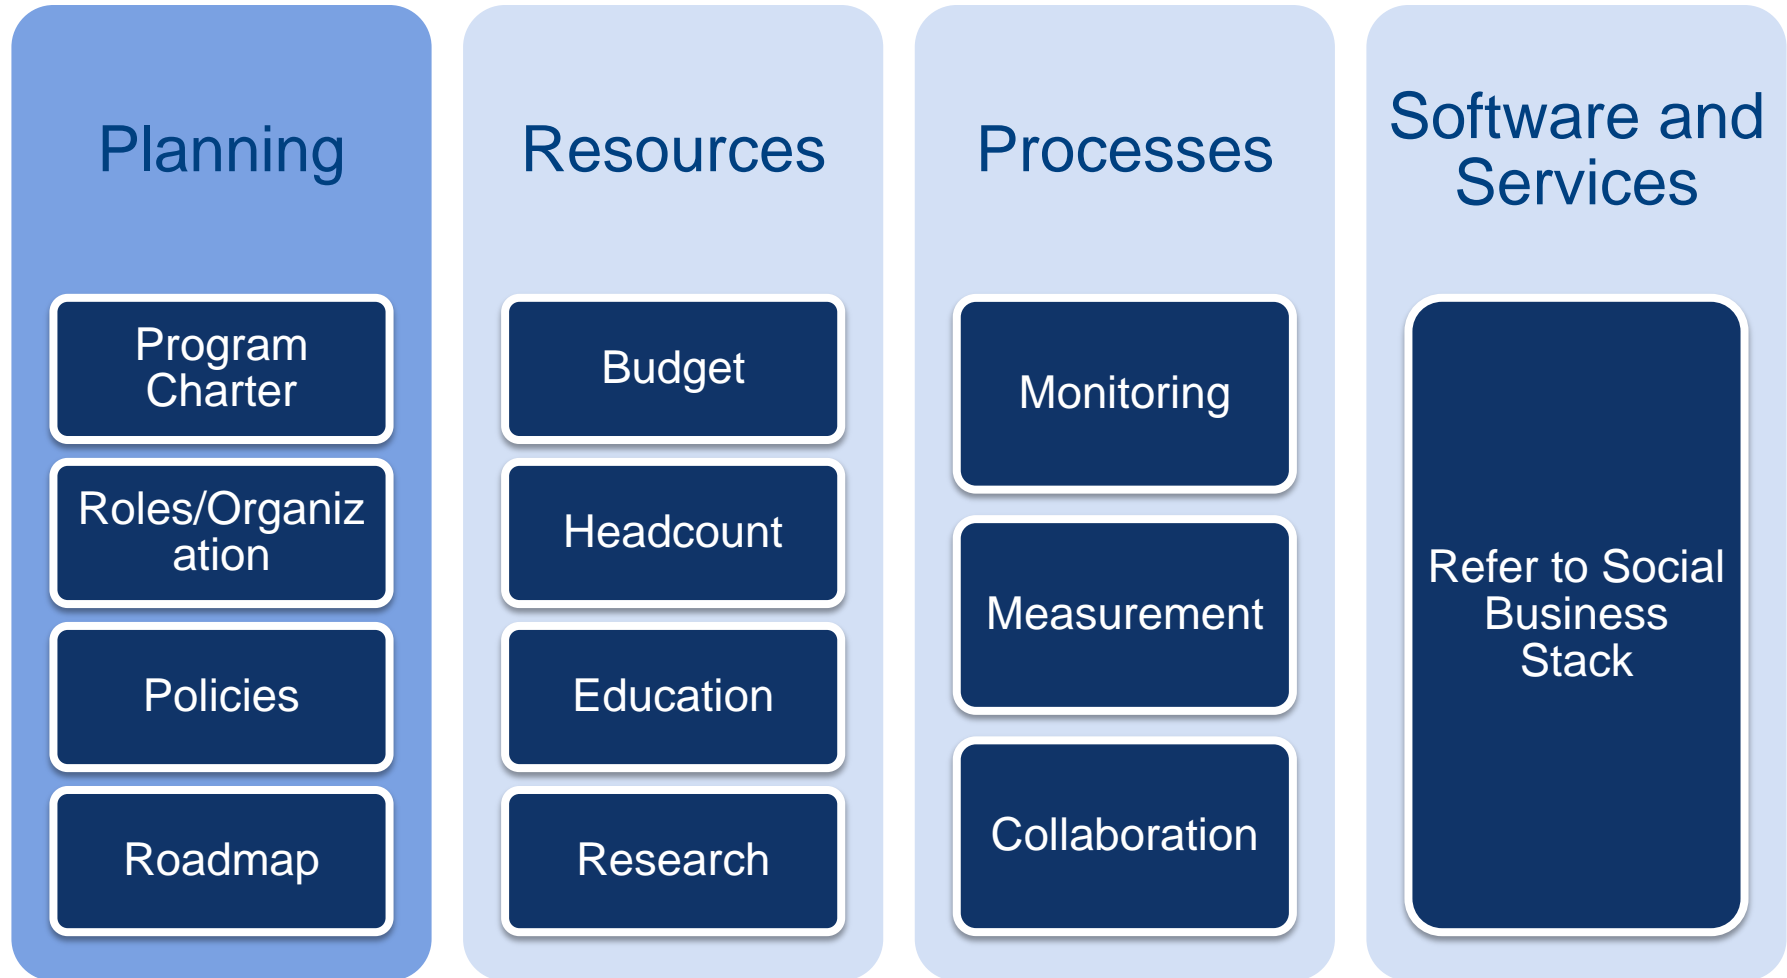 Planning
Program
Charter
Roles/Organiz
ation
Policies
Roadmap
Resources
Budget
Headcount
Education
Research
Processes
Monitoring
Measurement
Collaboration
Software and
Services
Refer to Social
Business
Stack